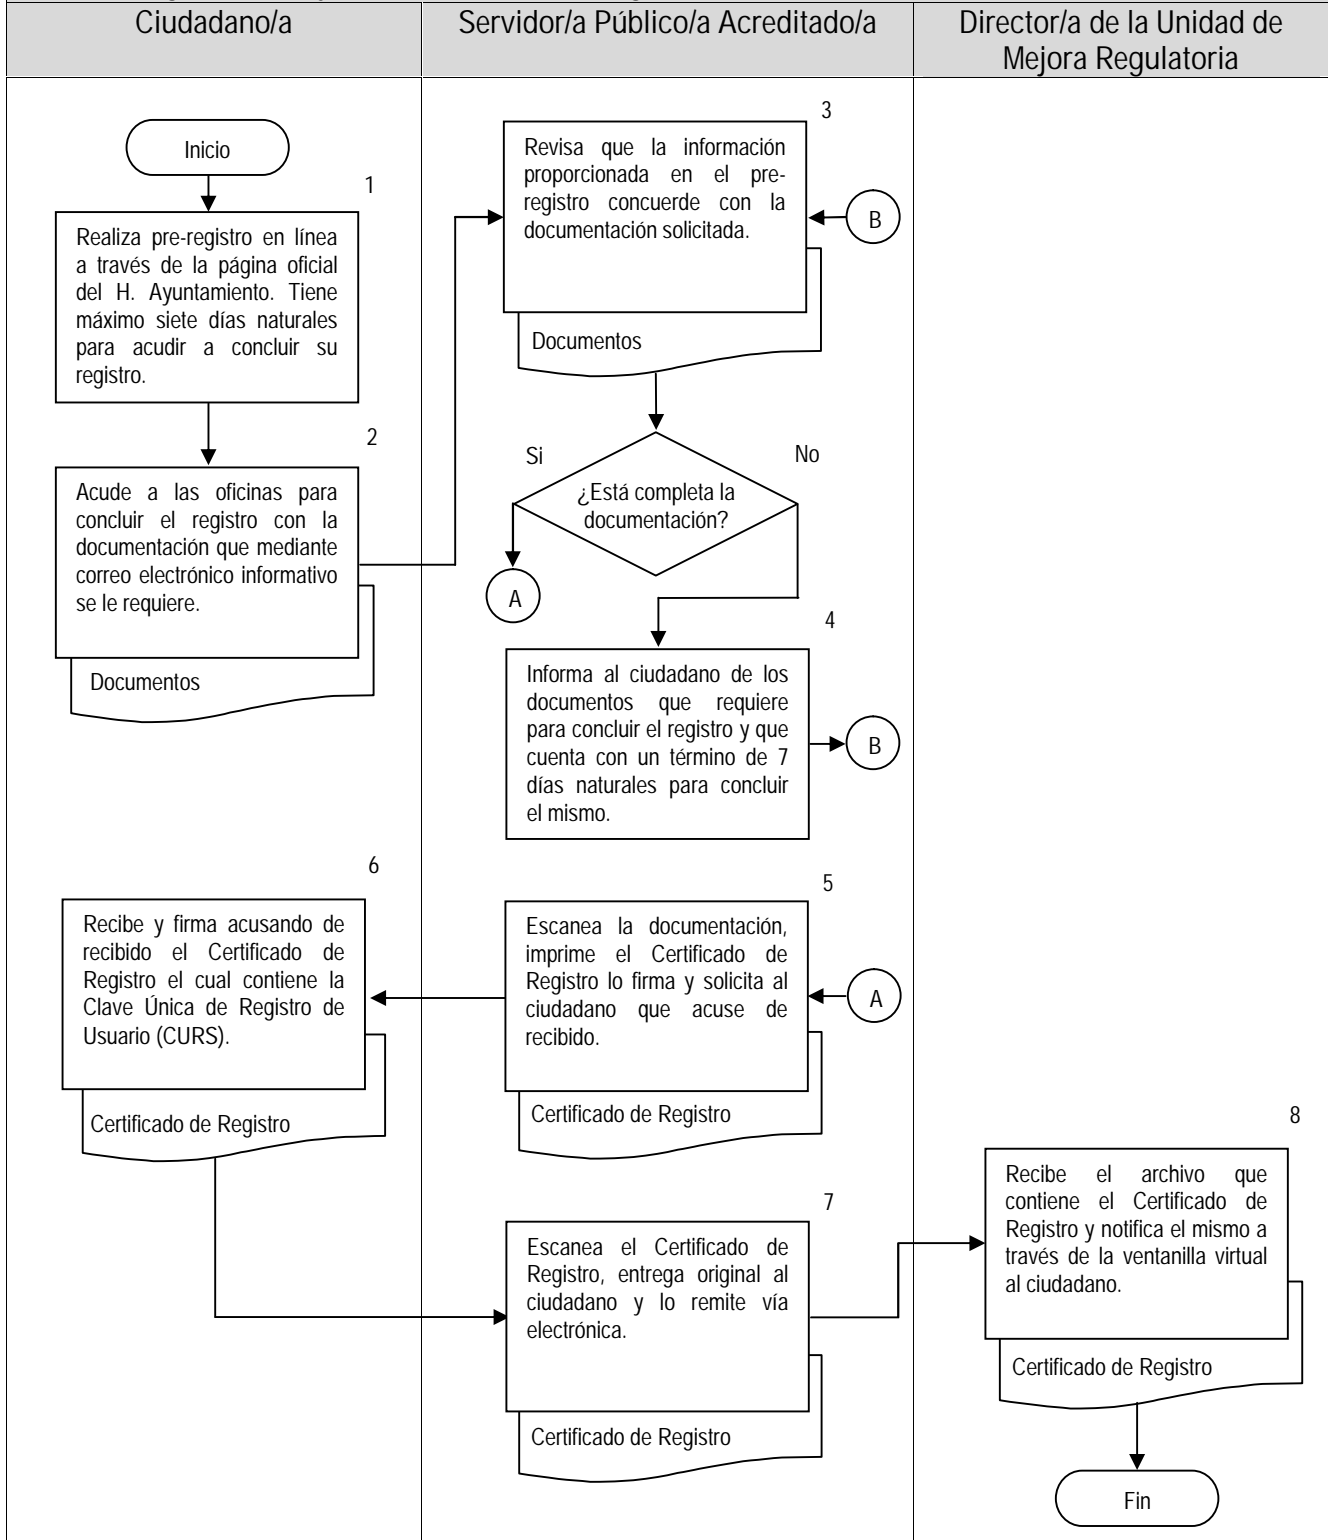 Ciudadano/a
Servidor/a Público/a Acreditado/a
Director/a de la Unidad de
Mejora Regulatoria
Inicio
1
Realiza pre-registro en línea
a través de la página oficial
del H. Ayuntamiento. Tiene
máximo siete días naturales
para acudir a concluir su
registro.
2
Acude a las oficinas para
concluir el registro con la
documentación que mediante
correo electrónico informativo
se le requiere.
Documentos
3
Revisa que la información
proporcionada en el pre-
registro concuerde con la
documentación solicitada.
B
Documentos
Si
No
¿Está completa la
documentación?
A
4
Informa al ciudadano de los
documentos que requiere
para concluir el registro y que
cuenta con un término de 7
días naturales para concluir
el mismo.
B
5
Escanea la documentación,
imprime el Certificado de
Registro lo firma y solicita al
ciudadano que acuse de
recibido.
A
Certificado de Registro
6
Recibe y firma acusando de
recibido el Certificado de
Registro el cual contiene la
Clave Única de Registro de
Usuario (CURS).
Certificado de Registro
7
Escanea el Certificado de
Registro, entrega original al
ciudadano y lo remite vía
electrónica.
Certificado de Registro
8
Recibe el archivo que
contiene el Certificado de
Registro y notifica el mismo a
través de la ventanilla virtual
al ciudadano.
Certificado de Registro
Fin